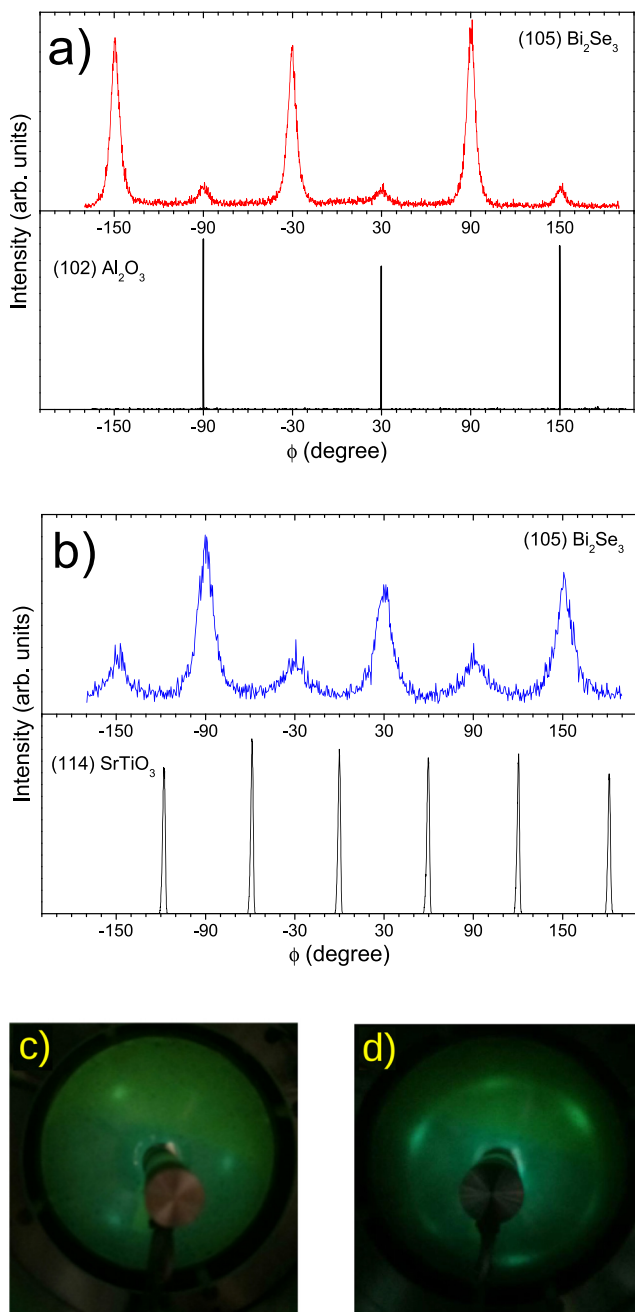 a)
(105) Bi₂Se₃
Intensity (arb. units)
-150 -90 -30 30 90 150
(102) Al₂O₃
-150 -90 -30 30 90 150
ϕ (degree)
b)
(105) Bi₂Se₃
Intensity (arb. units)
-150 -90 -30 30 90 150
(114) SrTiO₃
-150 -90 -30 30 90 150
ϕ (degree)
c) d)